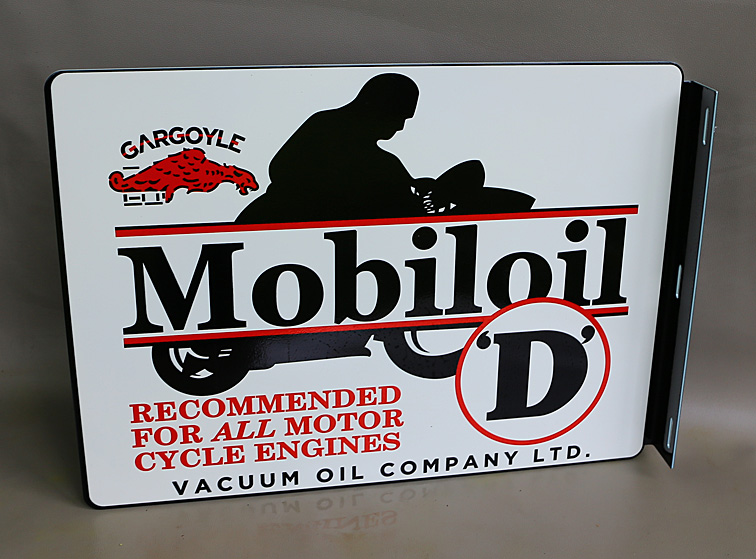 GARGOYLE
Mobiloil
'D'
RECOMMENDED
FOR ALL MOTOR
CYCLE ENGINES
VACUUM OIL COMPANY LTD.